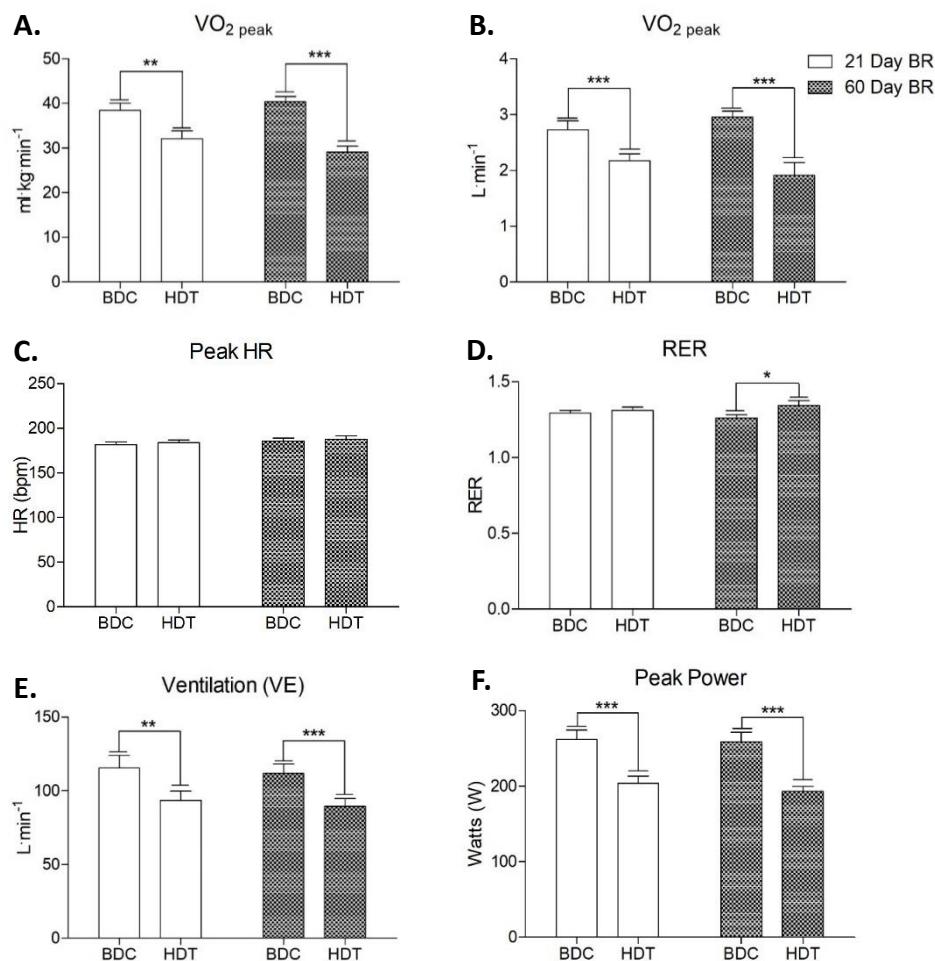 A.
VO2 peak
**
***
50
40
30
20
10
0
ml·kg·min-1
BDC HDT BDC HDT
B.
VO2 peak
***
***
4
3
2
1
0
L·min-1
BDC HDT BDC HDT
21 Day BR
60 Day BR
C.
Peak HR
250
200
150
100
50
0
HR (bpm)
BDC HDT BDC HDT
D.
RER
*
1.5
1.0
0.5
0.0
RER
BDC HDT BDC HDT
E.
Ventilation (VE)
**
***
150
100
50
0
L·min-1
BDC HDT BDC HDT
F.
Peak Power
***
***
300
200
100
0
Watts (W)
BDC HDT BDC HDT